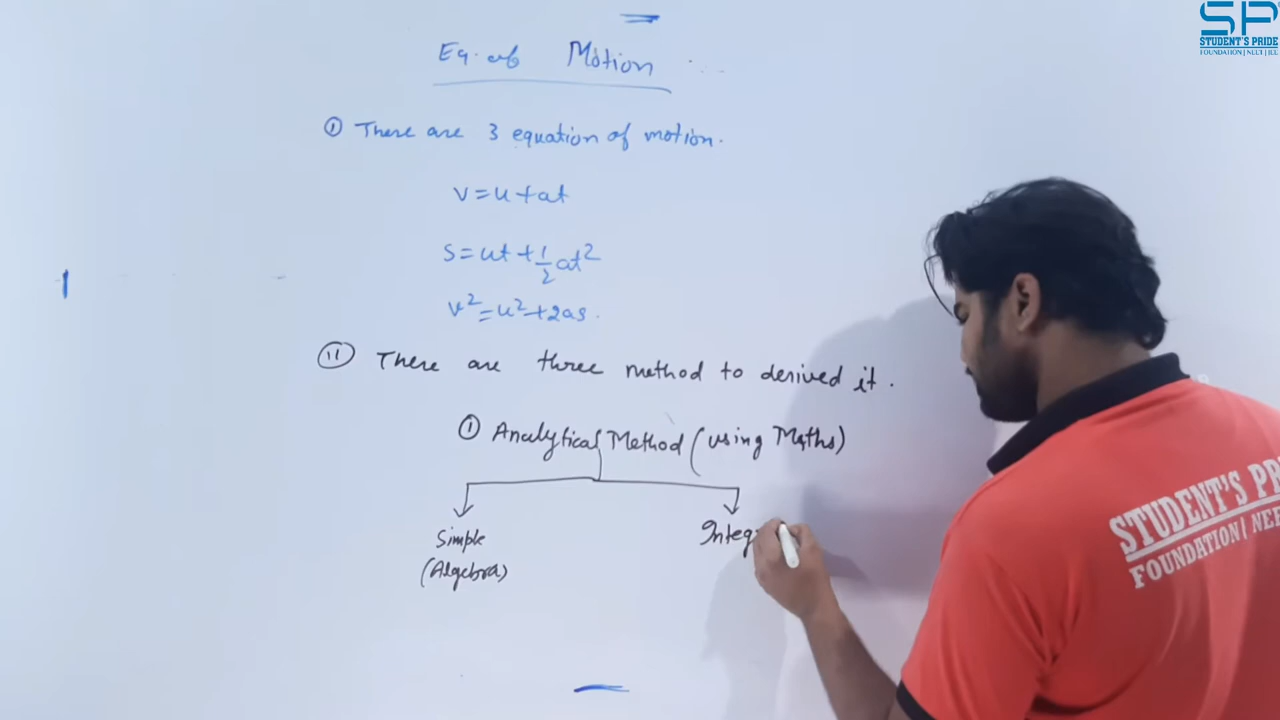 SP
STUDENT'S PRIDE
FOUNDATION | NEET | JEE
Eq. of Motion
① There are 3 equation of motion.
v = u + at
s = ut + 1/2 at²
v² = u² + 2as.
(II) There are three method to derived it.
① Analytical Method (using Maths)
Simple
(Algebra)
Integ
STUDENT'S PR
FOUNDATION | NEE